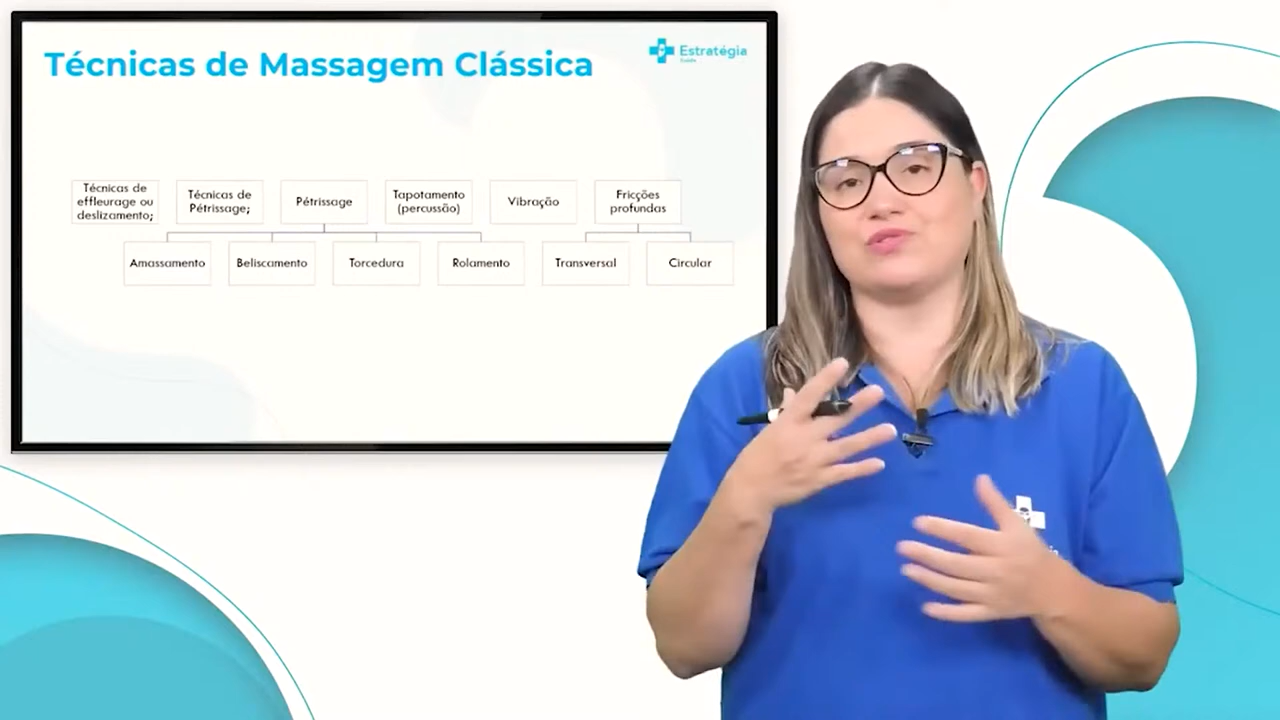 Técnicas de Massagem Clássica
Estratégia
Saúde
Técnicas de
effleurage ou
deslizamento;
Técnicas de
Pétrissage;
Pétrissage
Tapotamento
(percussão)
Vibração
Fricções
profundas
Amassamento
Beliscamento
Torcedura
Rolamento
Transversal
Circular